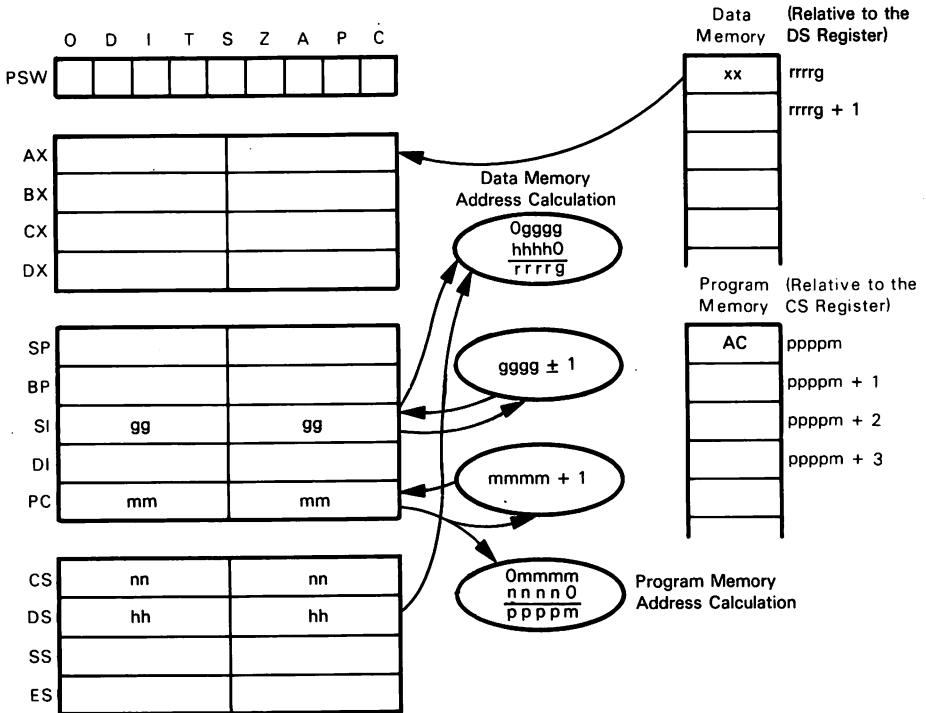 O D I T S Z A P C
PSW
AX
BX
CX
DX
SP
BP
SI gg gg
DI
PC mm mm
CS nn nn
DS hh hh
SS
ES
Data Memory
Address Calculation
0gggg
hhhh0
rrrrg
gggg ± 1
mmmm + 1
0mmmm
nnnn0
ppppm
Program Memory
Address Calculation
Data
Memory
(Relative to the
DS Register)
xx rrrrg
rrrrg + 1
Program
Memory
(Relative to the
CS Register)
AC ppppm
ppppm + 1
ppppm + 2
ppppm + 3